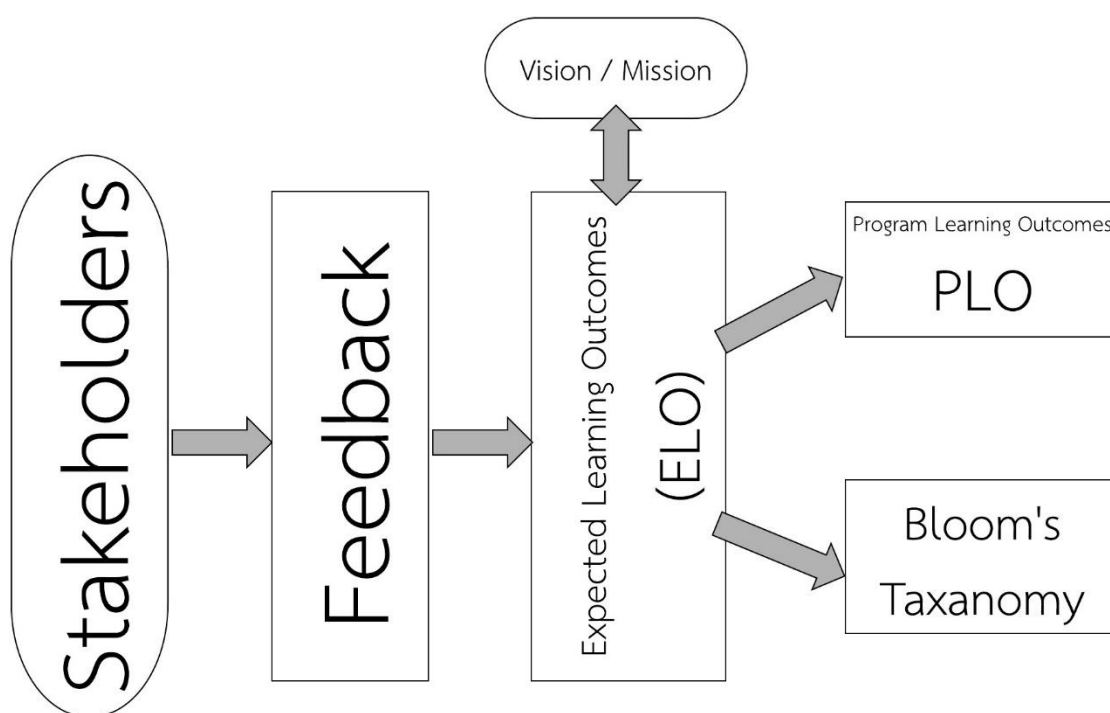 Vision / Mission
Stakeholders
Feedback
Expected Learning Outcomes
(ELO)
Program Learning Outcomes
PLO
Bloom's
Taxanomy